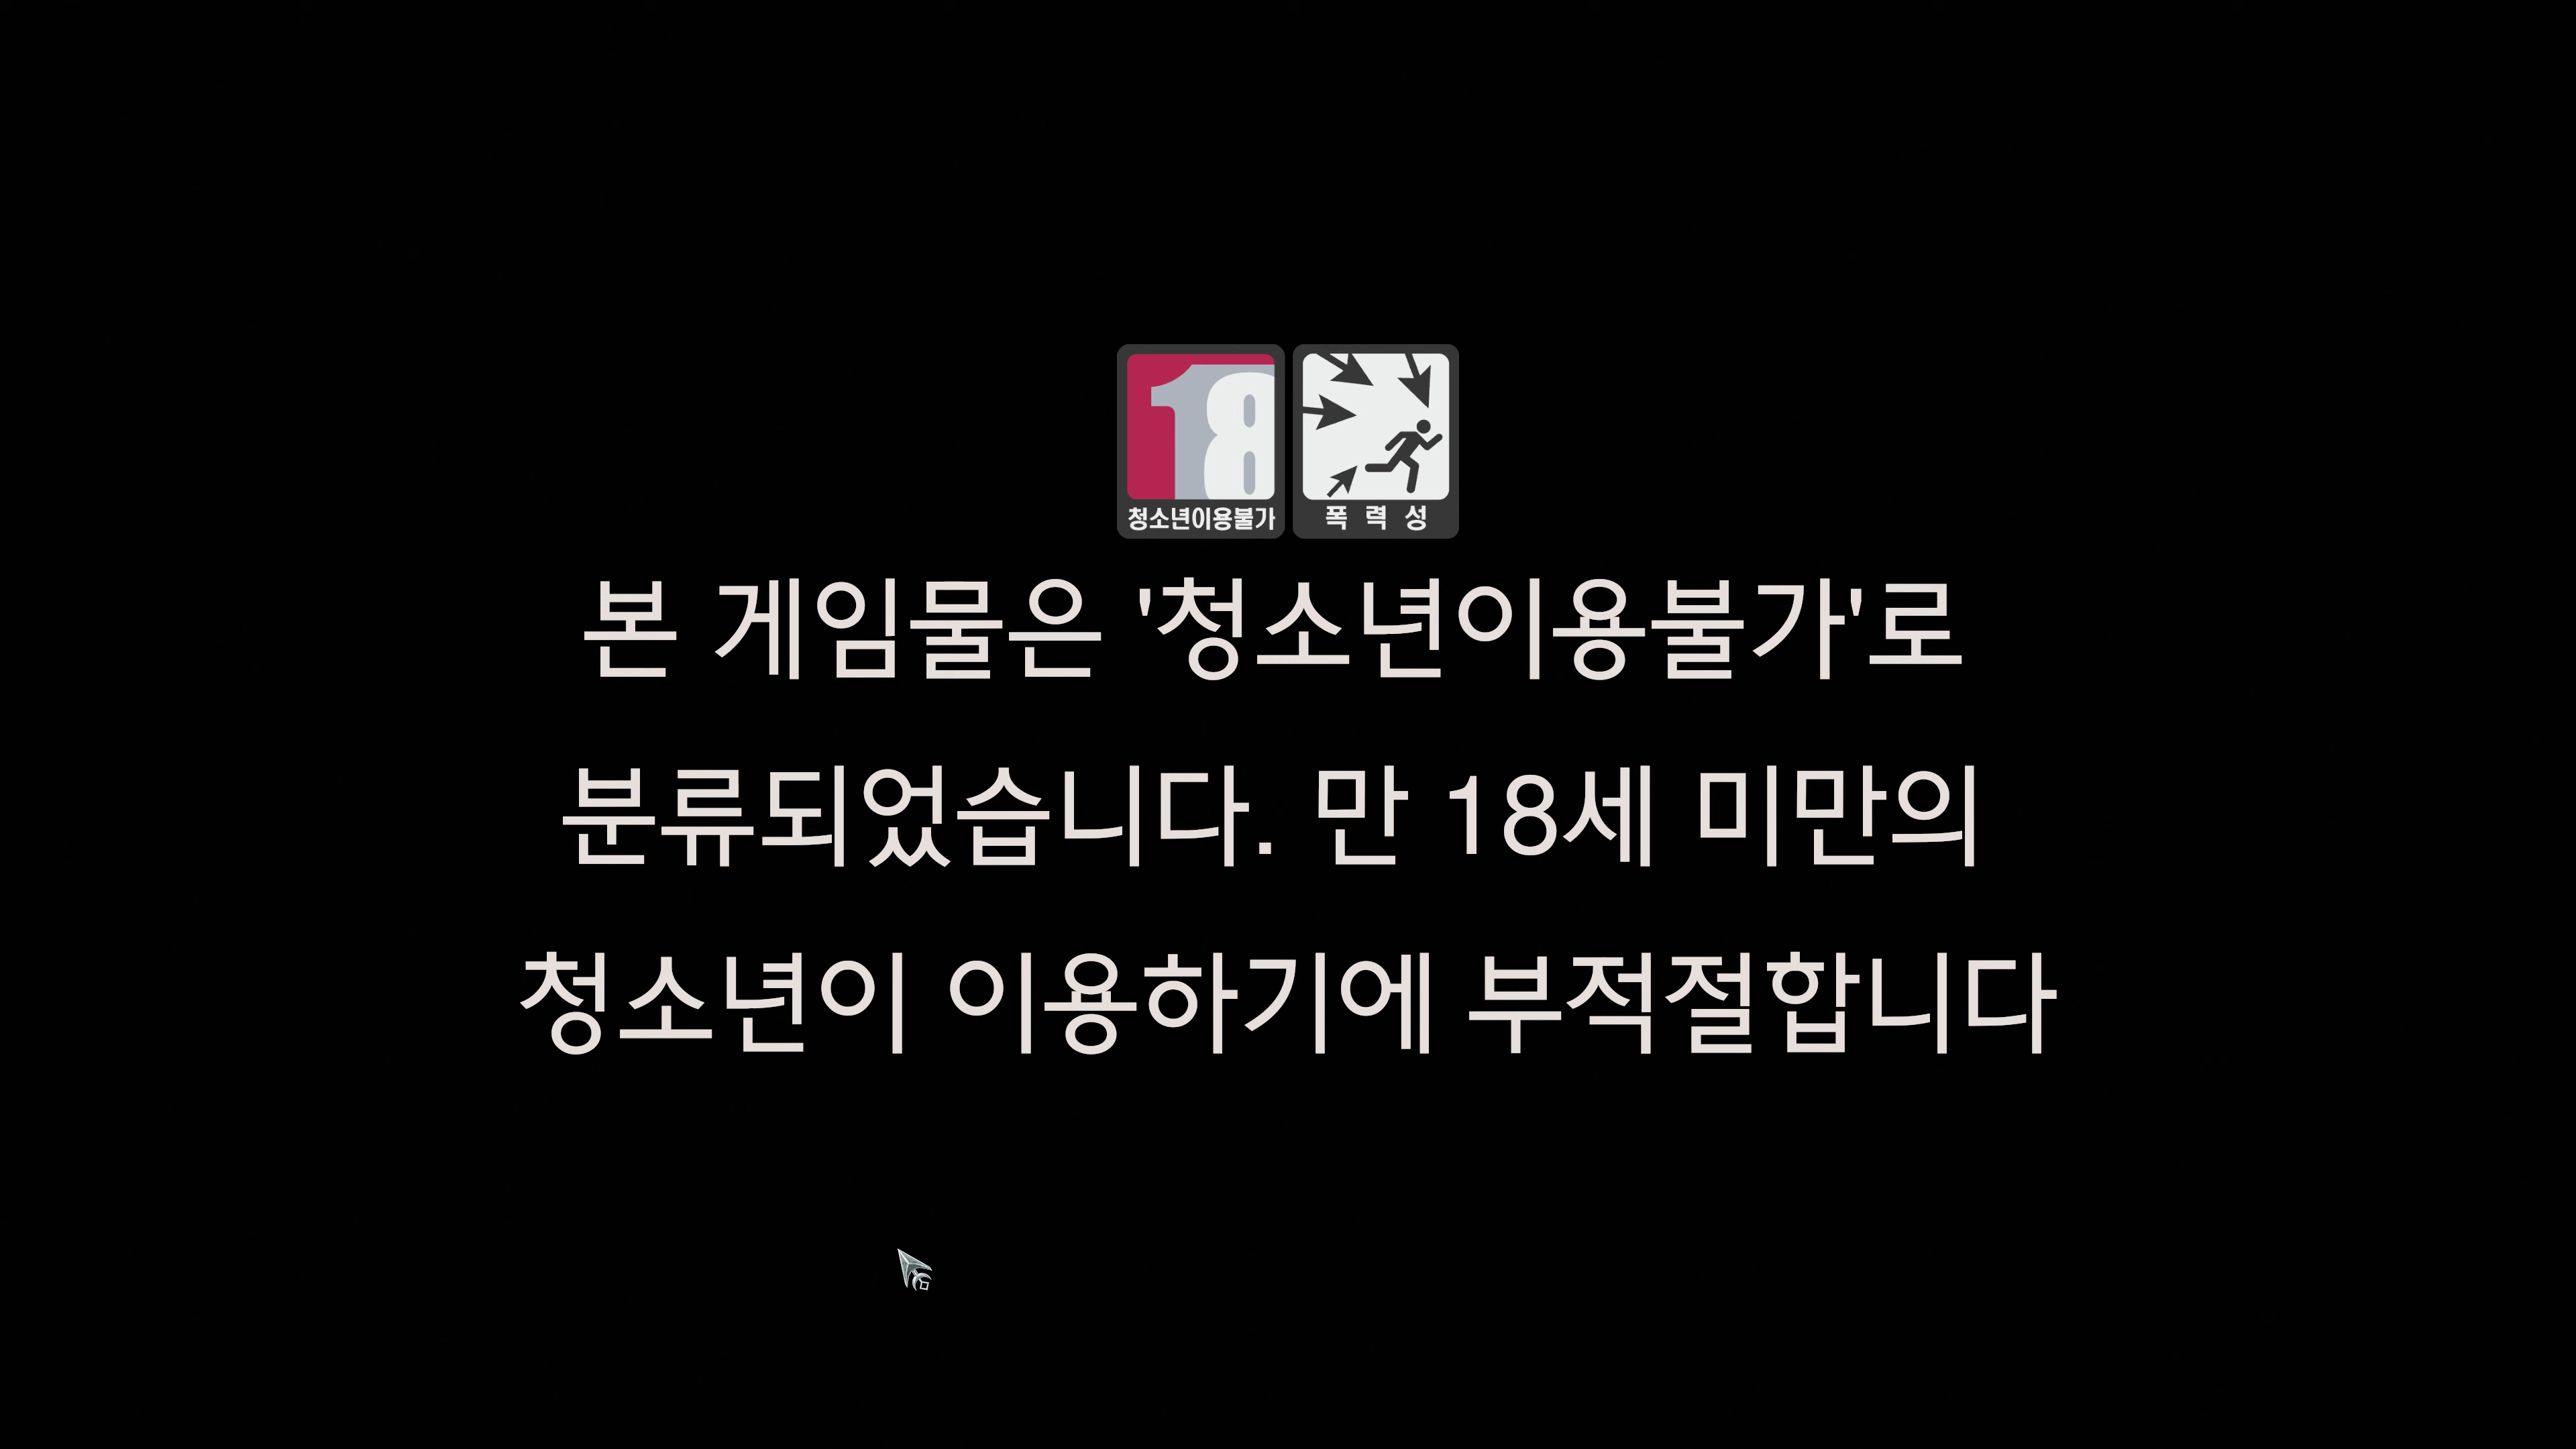 18
청소년이용불가
폭력성
본 게임물은 '청소년이용불가'로
분류되었습니다. 만 18세 미만의
청소년이 이용하기에 부적절합니다